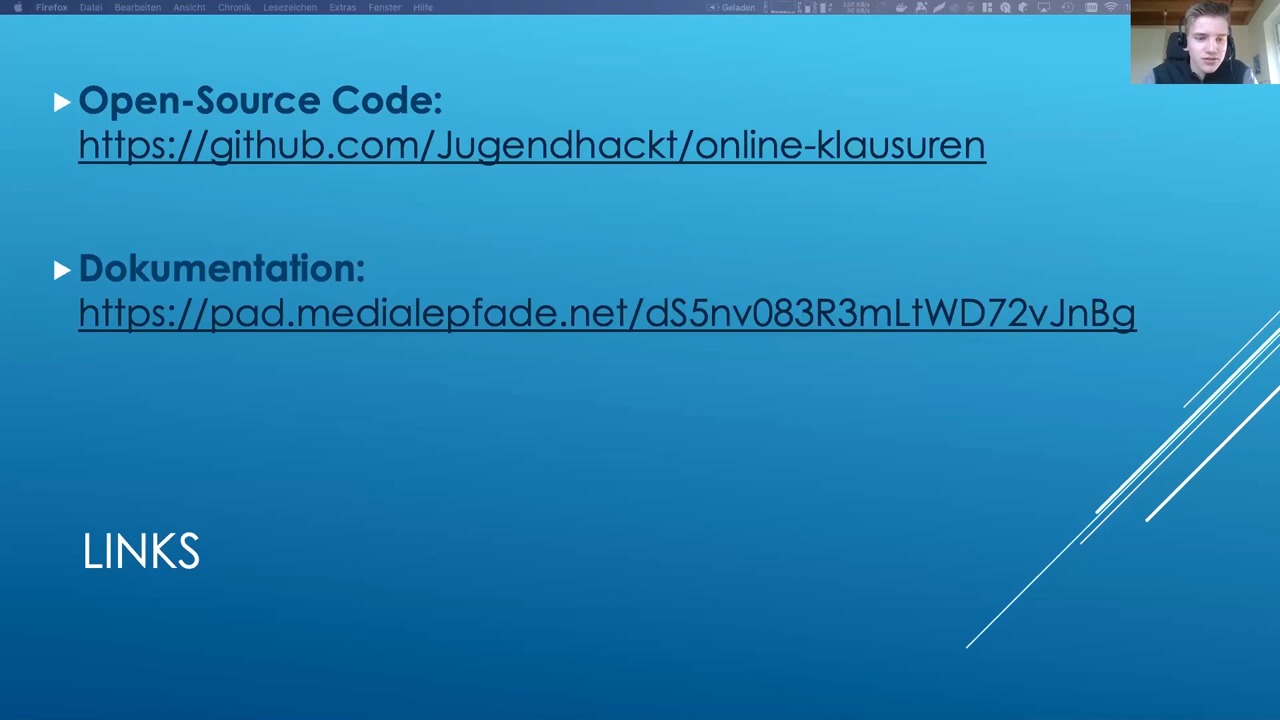 Firefox Datei Bearbeiten Ansicht Chronik Lesezeichen Extras Fenster Hilfe Geladen
Open-Source Code:
https://github.com/Jugendhackt/online-klausuren
Dokumentation:
https://pad.medialepfade.net/dS5nv083R3mLtWD72vJnBg
LINKS